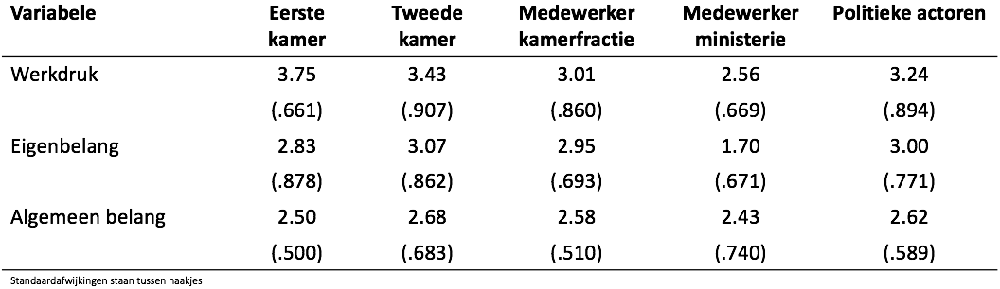 Variabele Eerste kamer Tweede kamer Medewerker kamerfractie Medewerker ministerie Politieke actoren
Werkdruk 3.75 3.43 3.01 2.56 3.24
(.661) (.907) (.860) (.669) (.894)
Eigenbelang 2.83 3.07 2.95 1.70 3.00
(.878) (.862) (.693) (.671) (.771)
Algemeen belang 2.50 2.68 2.58 2.43 2.62
(.500) (.683) (.510) (.740) (.589)
Standaardafwijkingen staan tussen haakjes